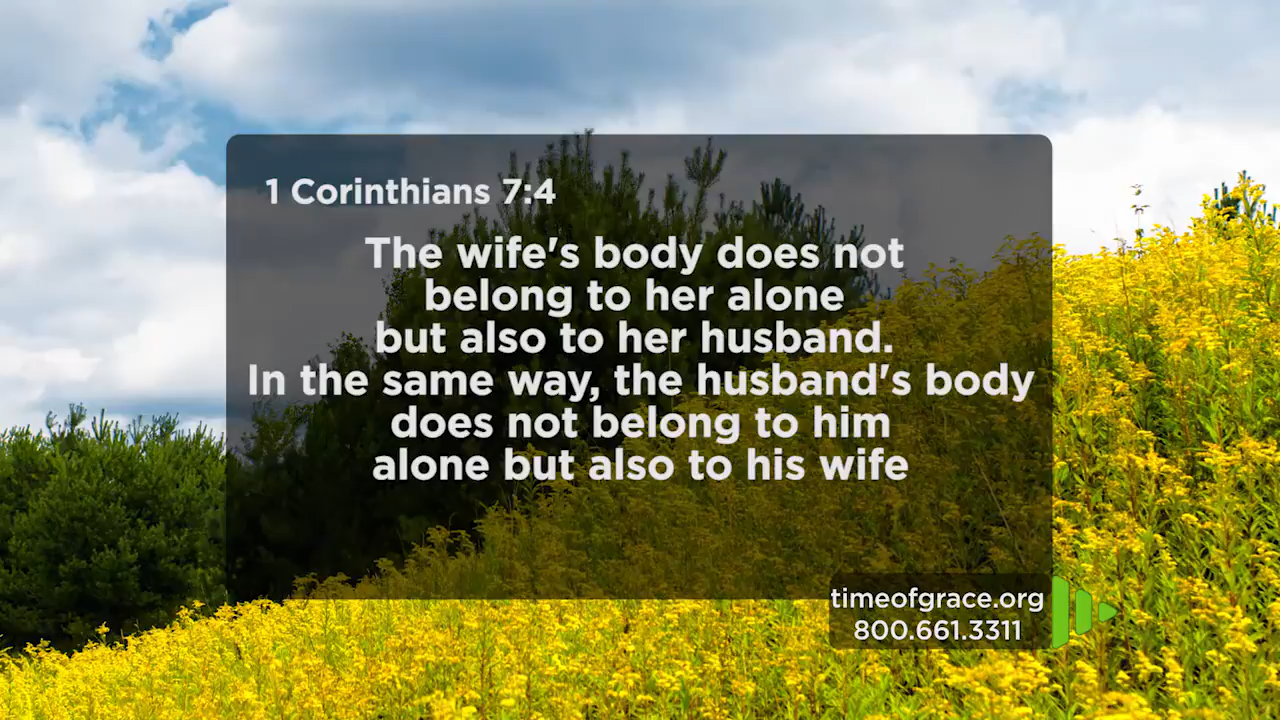 1 Corinthians 7:4
The wife's body does not
belong to her alone
but also to her husband.
In the same way, the husband's body
does not belong to him
alone but also to his wife
timeofgrace.org
800.661.3311